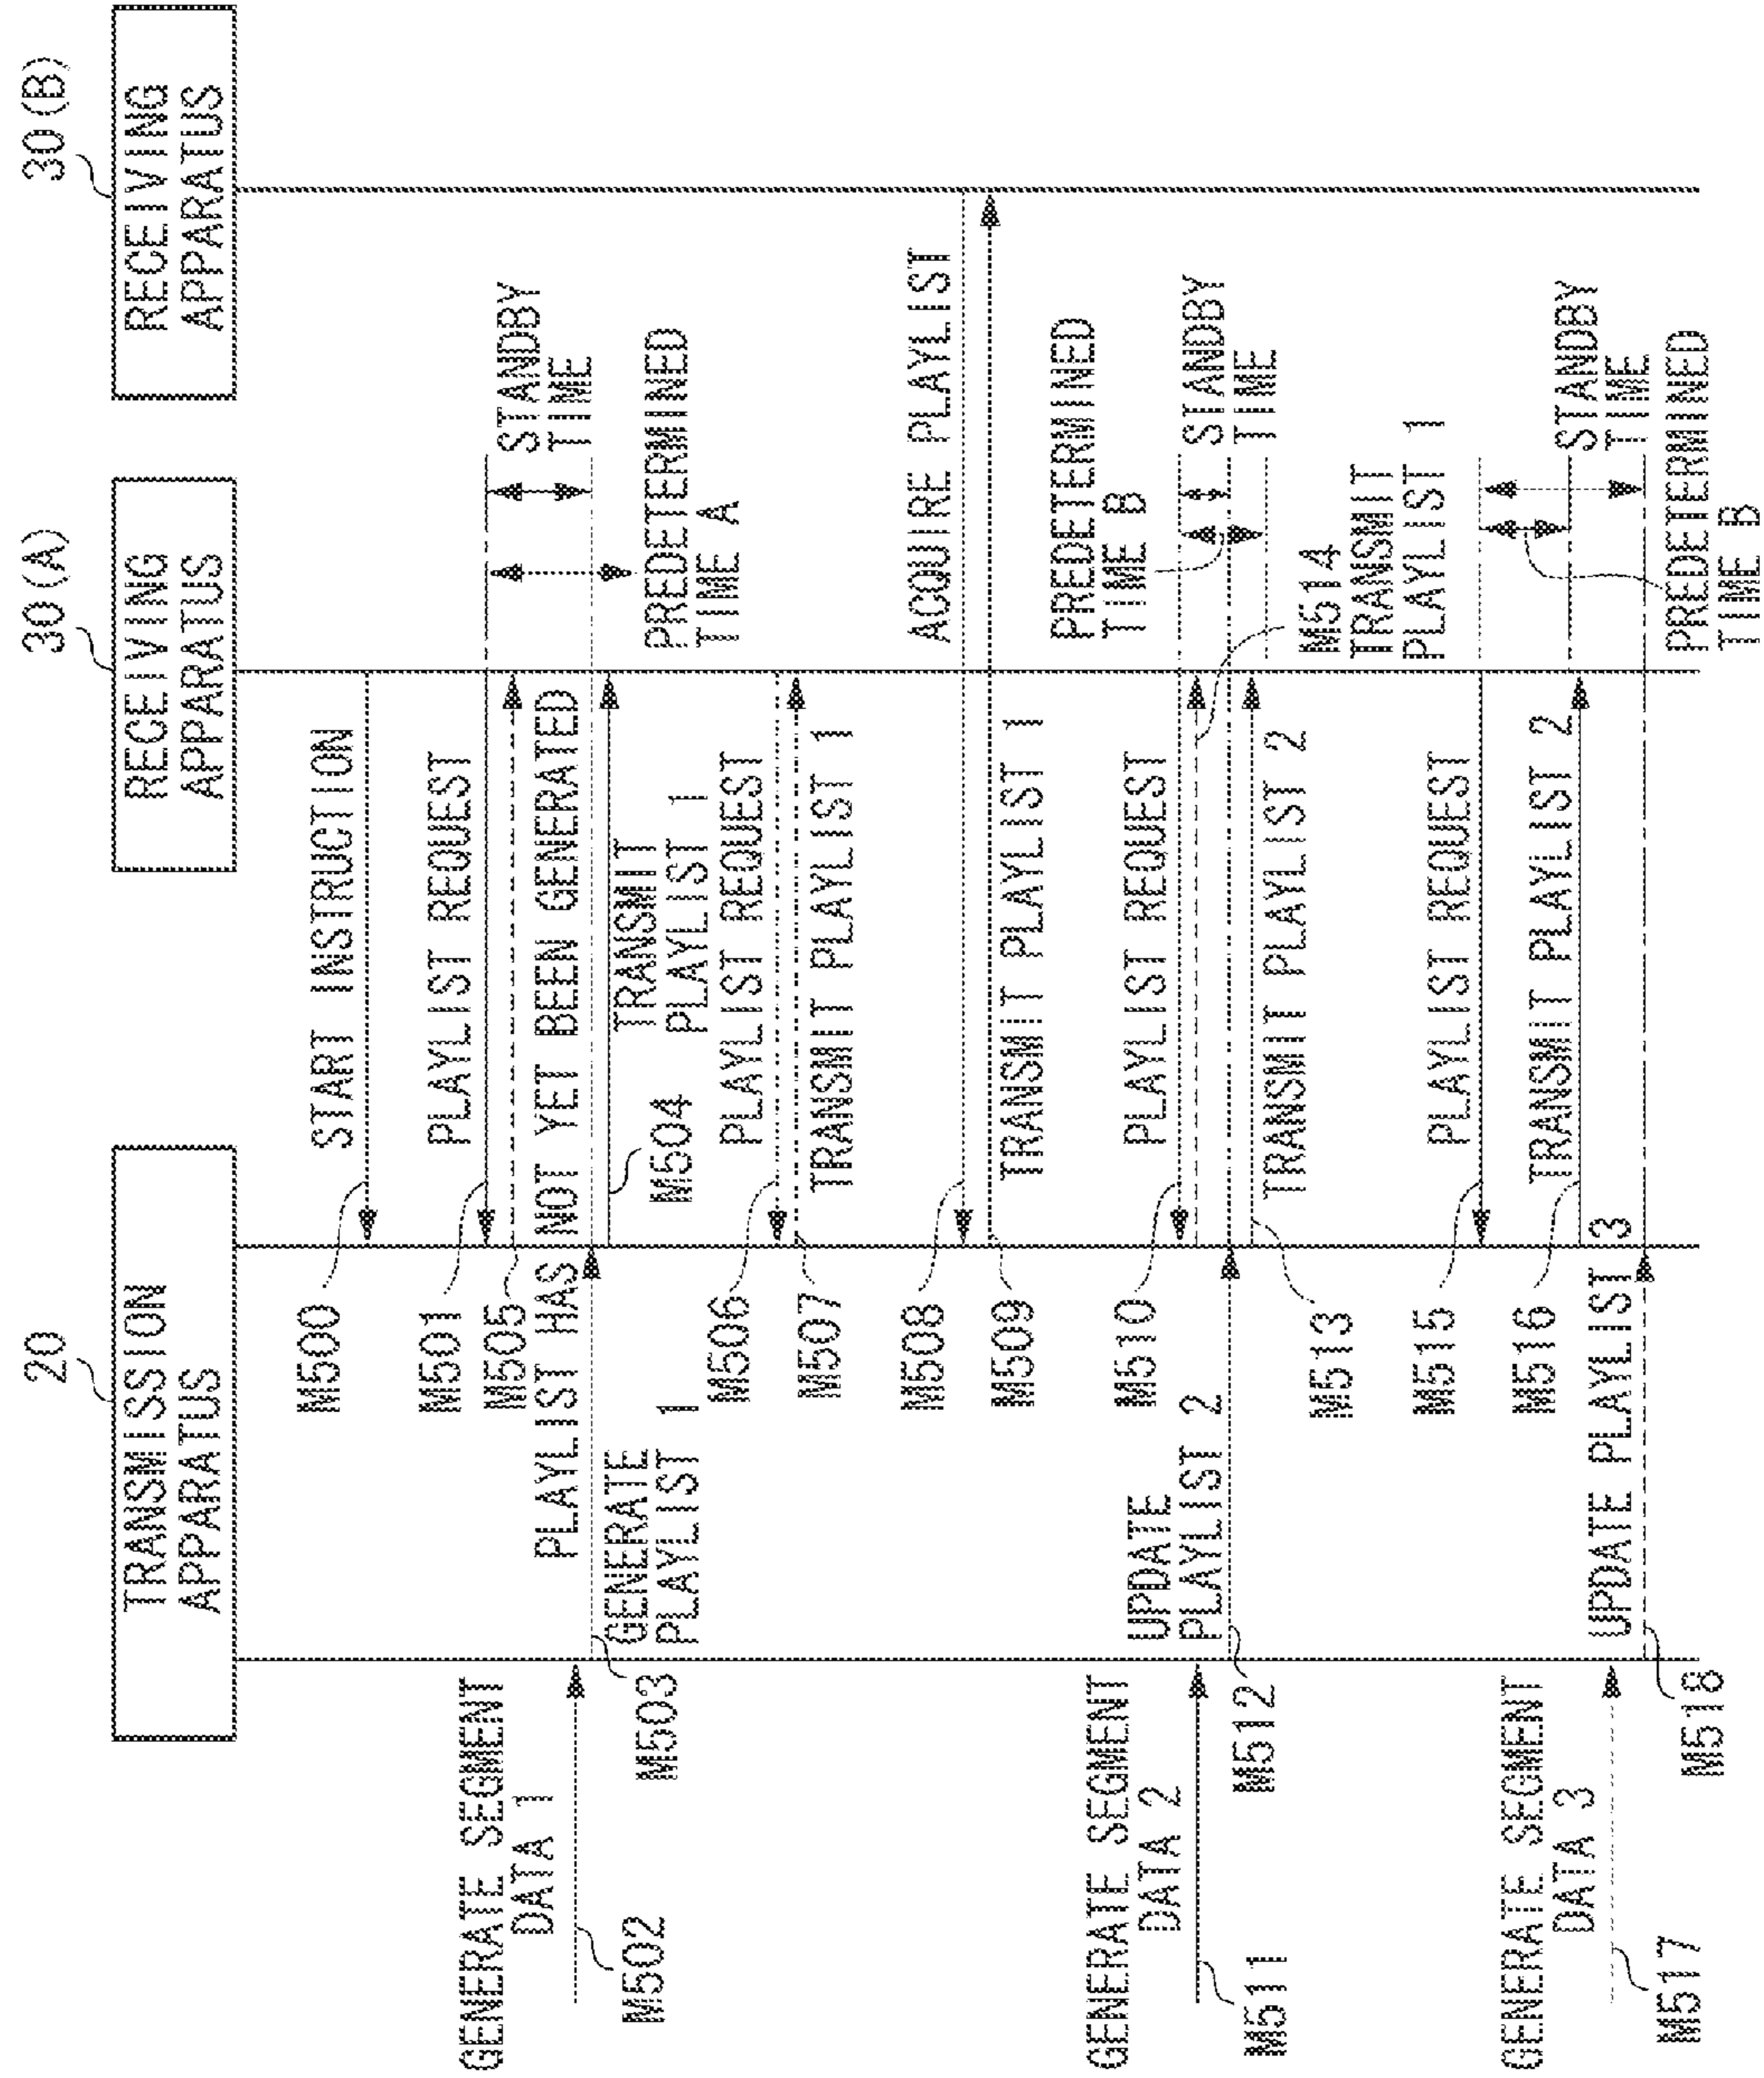 20
TRANSMISSION
APPARATUS
30(A)
RECEIVING
APPARATUS
30(B)
RECEIVING
APPARATUS
M500
START INSTRUCTION
M501
PLAYLIST REQUEST
STANDBY
TIME
M505
PLAYLIST HAS NOT YET BEEN GENERATED
GENERATE SEGMENT
DATA 1
M502
GENERATE
PLAYLIST 1
M503
TRANSMIT
PLAYLIST 1
M504
PREDETERMINED
TIME A
M506
PLAYLIST REQUEST
M507
TRANSMIT PLAYLIST 1
M508
ACQUIRE PLAYLIST
M509
TRANSMIT PLAYLIST 1
PREDETERMINED
TIME B
M510
PLAYLIST REQUEST
STANDBY
TIME
GENERATE SEGMENT
DATA 2
M511
UPDATE
PLAYLIST 2
M512
M513
TRANSMIT PLAYLIST 2
M514
TRANSMIT
PLAYLIST 1
M515
PLAYLIST REQUEST
M516
TRANSMIT PLAYLIST 2
STANDBY
TIME
GENERATE SEGMENT
DATA 3
M517
UPDATE PLAYLIST 3
M518
PREDETERMINED
TIME B